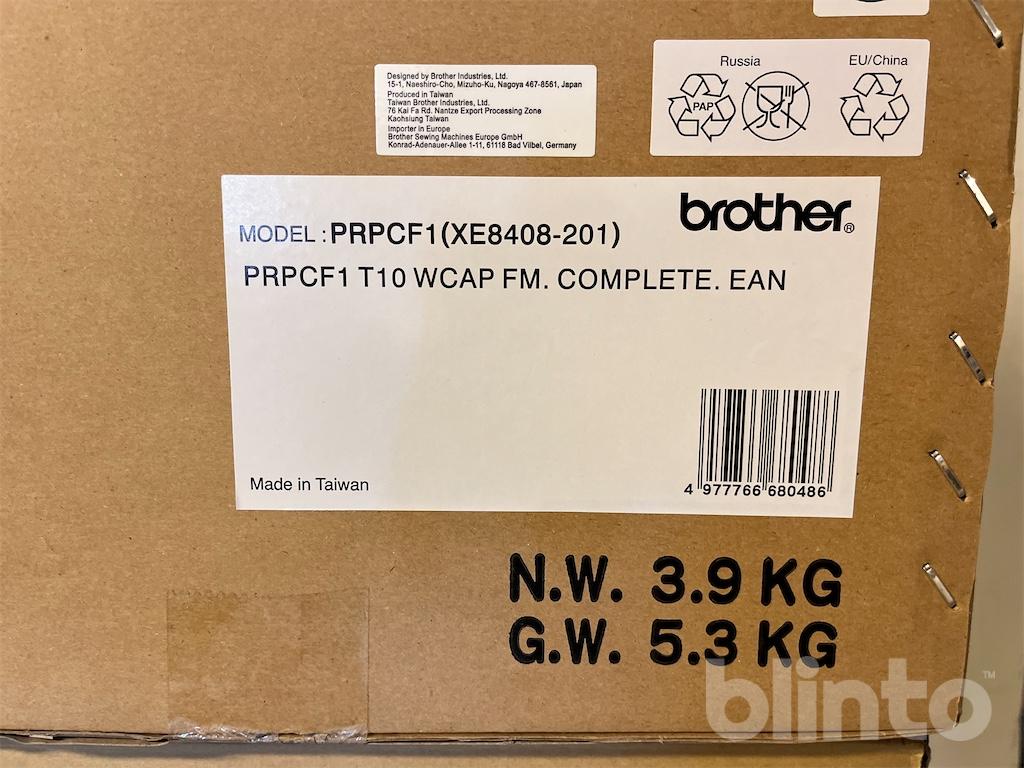 Russia
EU/China
PAP
Designed by Brother Industries, Ltd.
15-1, Naeshiro-Cho, Mizuho-Ku, Nagoya 467-8561, Japan
Produced in Taiwan
Taiwan Brother Industries, Ltd.
76 Kai Fa Rd. Nantze Export Processing Zone
Kaohsiung Taiwan
Importer in Europe
Brother Sewing Machines Europe GmbH
Konrad-Adenauer-Allee 1-11, 61118 Bad Vilbel, Germany
brother®
MODEL : PRPCF1(XE8408-201)
PRPCF1 T10 WCAP FM. COMPLETE. EAN
Made in Taiwan
4 977766 680486
N.W. 3.9 KG
G.W. 5.3 KG
blinto™